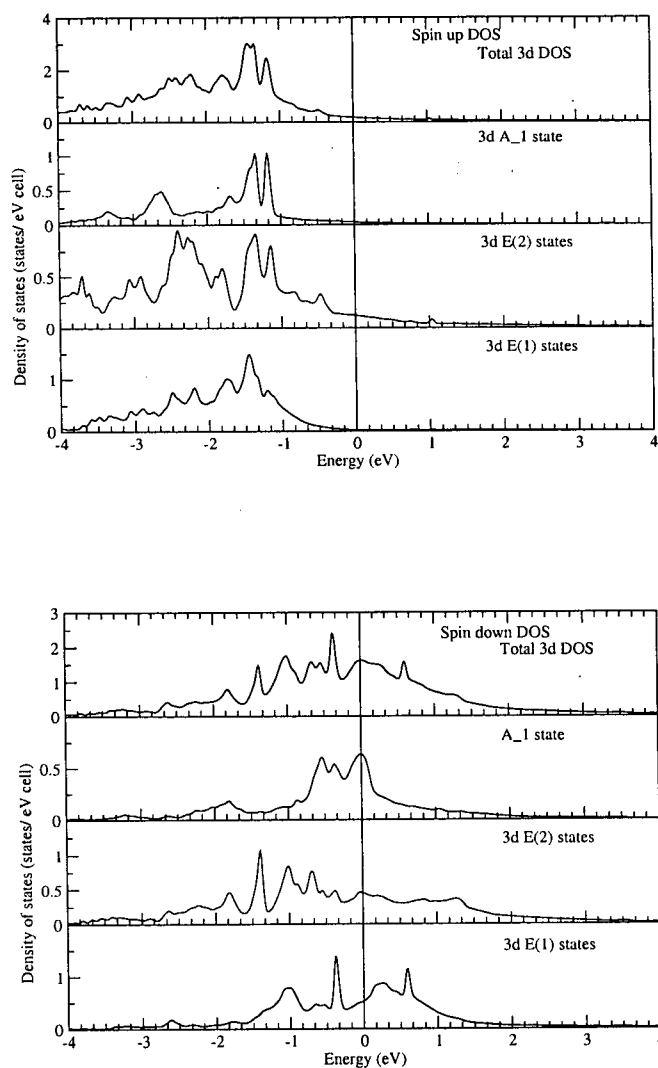 Spin up DOS
Total 3d DOS
4
2
0
3d A_1 state
1
0.5
0
3d E(2) states
0.5
0
3d E(1) states
1
0
-4 -3 -2 -1 0 1 2 3 4
Energy (eV)
Density of states (states/ eV cell)
3
Spin down DOS
Total 3d DOS
2
1
0
A_1 state
0.5
0
3d E(2) states
1
0.5
0
3d E(1) states
1
0
-4 -3 -2 -1 0 1 2 3 4
Energy (eV)
Density of states (states/ eV cell)